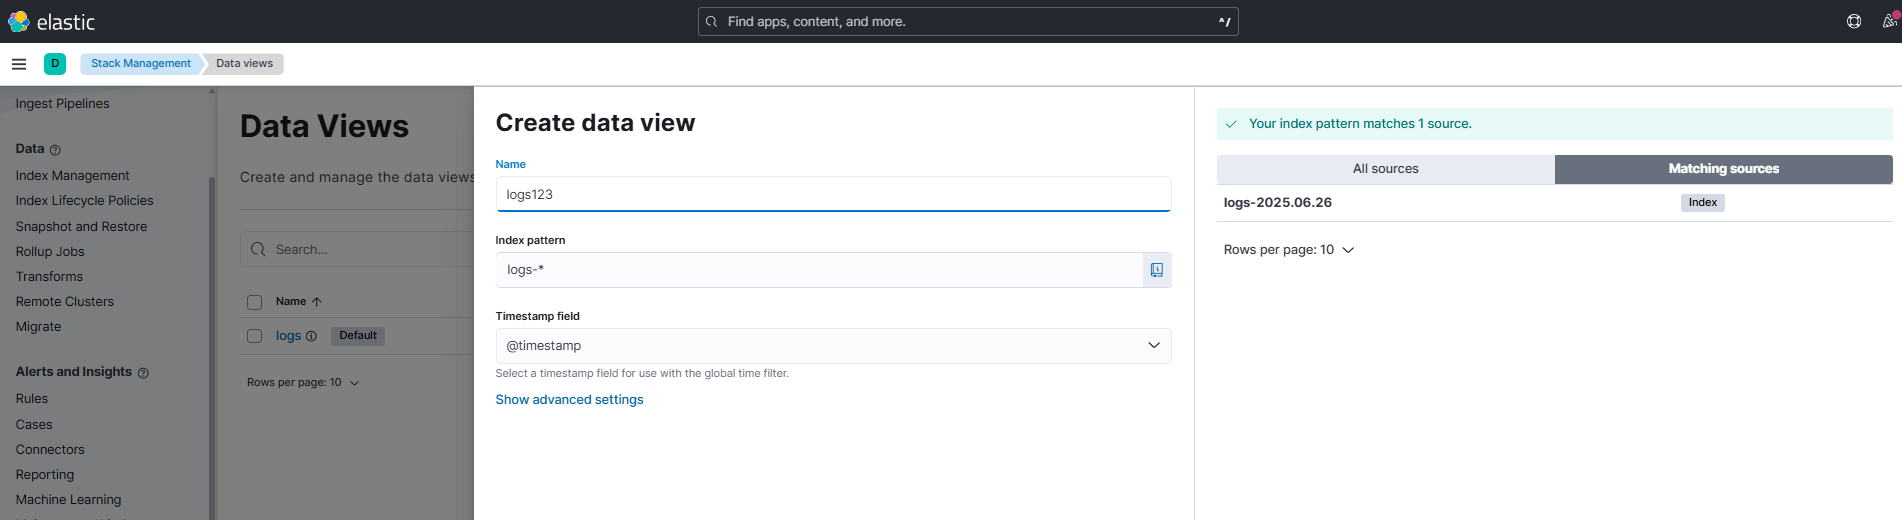 elastic
Find apps, content, and more.
^/
D
Stack Management
Data views
Ingest Pipelines
Data
Index Management
Index Lifecycle Policies
Snapshot and Restore
Rollup Jobs
Transforms
Remote Clusters
Migrate
Alerts and Insights
Rules
Cases
Connectors
Reporting
Machine Learning
Data Views
Create and manage the data views
Search...
Name
logs
Default
Rows per page: 10
Create data view
Name
logs123
Index pattern
logs-*
Timestamp field
@timestamp
Select a timestamp field for use with the global time filter.
Show advanced settings
Your index pattern matches 1 source.
All sources
Matching sources
logs-2025.06.26
Index
Rows per page: 10